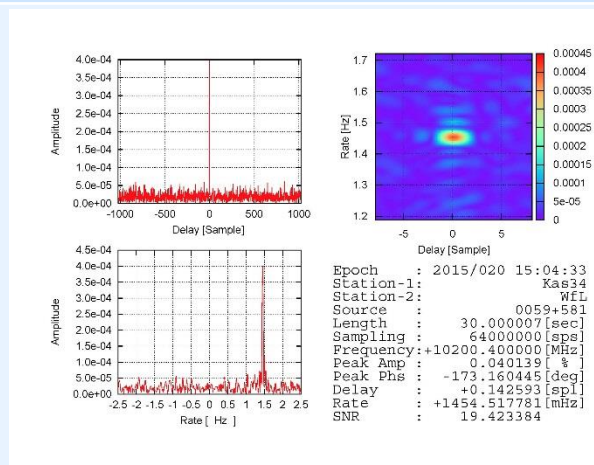 4.0e-04
3.5e-04
3.0e-04
2.5e-04
2.0e-04
1.5e-04
1.0e-04
5.0e-05
0.0e+00
Amplitude
-1000 -500 0 500 1000
Delay [Sample]
1.7
1.6
1.5
1.4
1.3
1.2
Rate [Hz]
-5 0 5
Delay [Sample]
0.00045
0.0004
0.00035
0.0003
0.00025
0.0002
0.00015
0.0001
5e-05
0
4.5e-04
4.0e-04
3.5e-04
3.0e-04
2.5e-04
2.0e-04
1.5e-04
1.0e-04
5.0e-05
0.0e+00
Amplitude
-2.5 -2 -1.5 -1 -0.5 0 0.5 1 1.5 2 2.5
Rate [ Hz ]
Epoch : 2015/020 15:04:33
Station-1: Kas34
Station-2: WfL
Source : 0059+581
Length : 30.000007[sec]
Sampling : 64000000[sps]
Frequency:+10200.400000[MHz]
Peak Amp : 0.040139[ % ]
Peak Phs : -173.160445[deg]
Delay : +0.142593[spl]
Rate : +1454.517781[mHz]
SNR : 19.423384